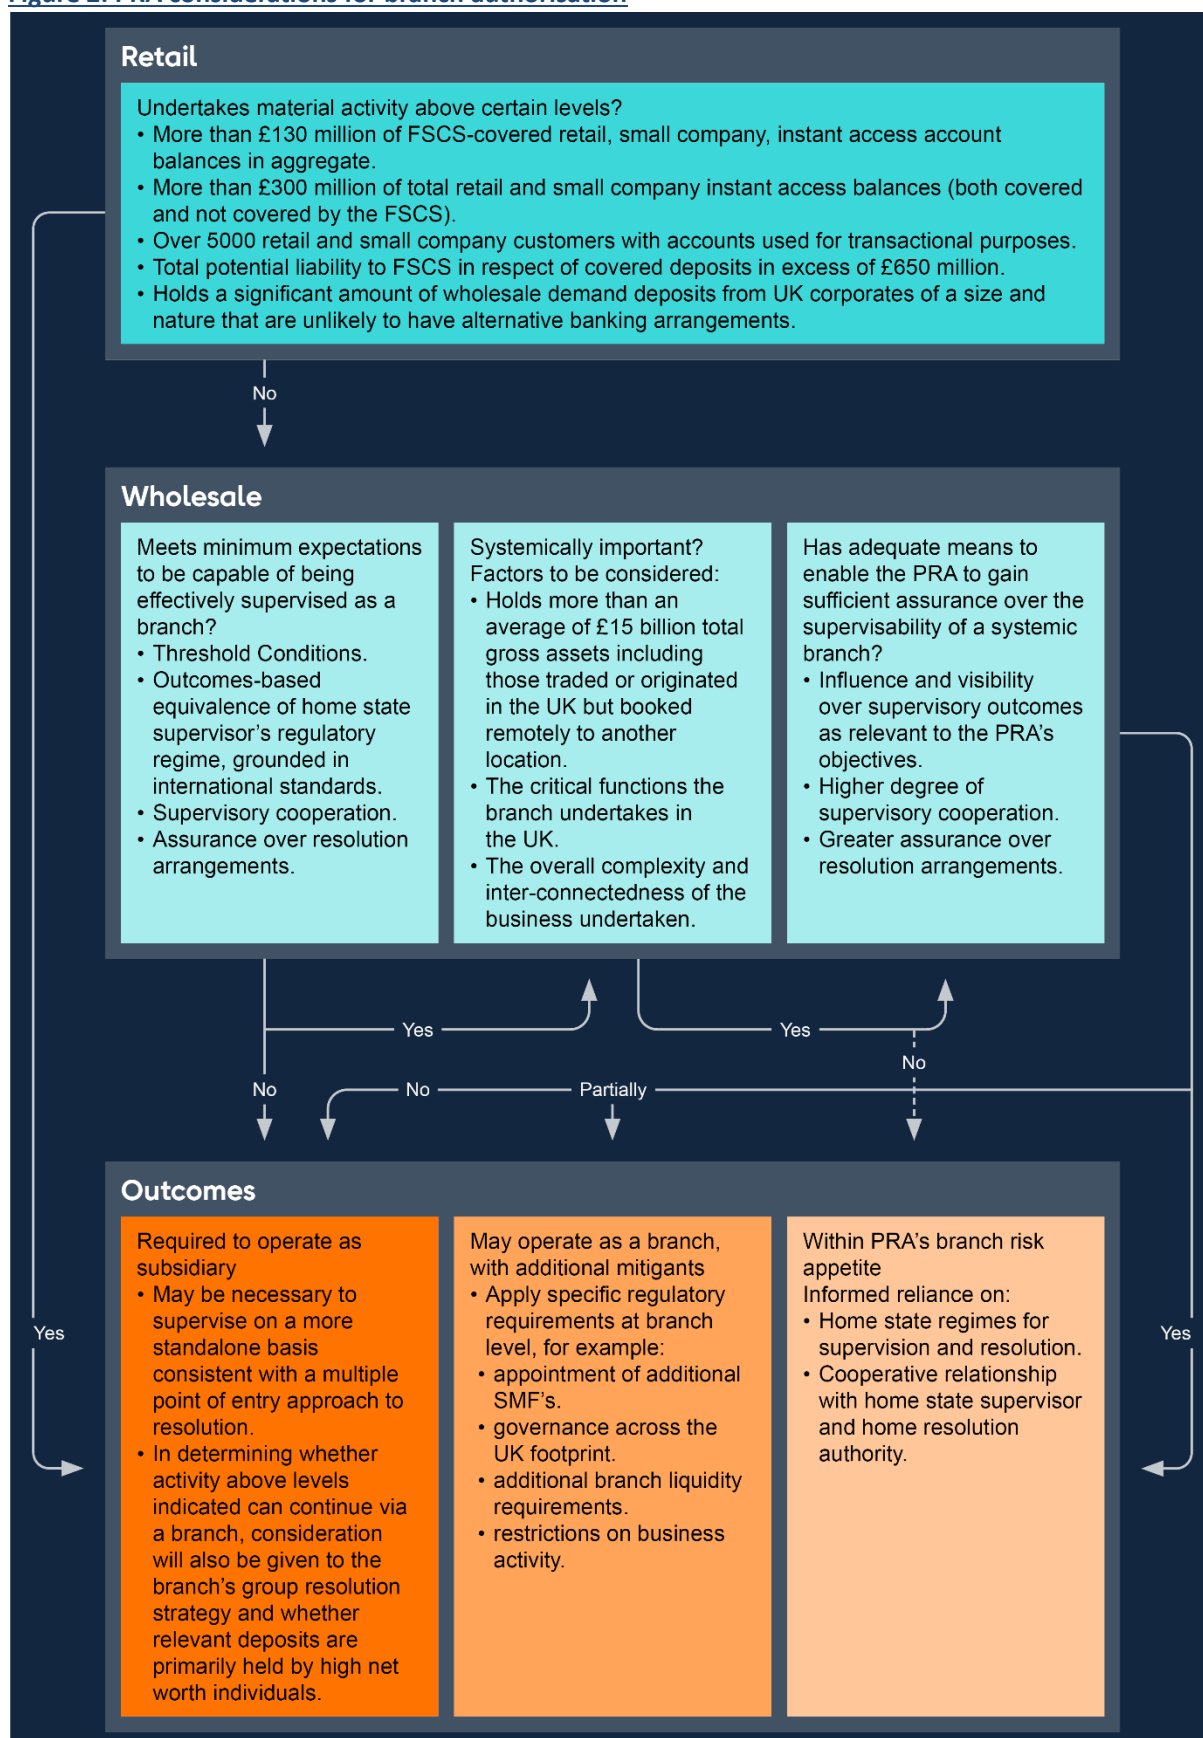 Figure 2: PRA considerations for branch authorisation
Retail
Undertakes material activity above certain levels?
• More than £130 million of FSCS-covered retail, small company, instant access account
balances in aggregate.
• More than £300 million of total retail and small company instant access balances (both covered
and not covered by the FSCS).
• Over 5000 retail and small company customers with accounts used for transactional purposes.
• Total potential liability to FSCS in respect of covered deposits in excess of £650 million.
• Holds a significant amount of wholesale demand deposits from UK corporates of a size and
nature that are unlikely to have alternative banking arrangements.
No
Wholesale
Meets minimum expectations
to be capable of being
effectively supervised as a
branch?
• Threshold Conditions.
• Outcomes-based
equivalence of home state
supervisor's regulatory
regime, grounded in
international standards.
• Supervisory cooperation.
• Assurance over resolution
arrangements.
Systemically important?
Factors to be considered:
• Holds more than an
average of £15 billion total
gross assets including
those traded or originated
in the UK but booked
remotely to another
location.
• The critical functions the
branch undertakes in
the UK.
• The overall complexity and
inter-connectedness of the
business undertaken.
Has adequate means to
enable the PRA to gain
sufficient assurance over the
supervisability of a systemic
branch?
• Influence and visibility
over supervisory outcomes
as relevant to the PRA's
objectives.
• Higher degree of
supervisory cooperation.
• Greater assurance over
resolution arrangements.
Yes
Yes
No
No
No
Partially
Outcomes
Required to operate as
subsidiary
• May be necessary to
supervise on a more
standalone basis
consistent with a multiple
point of entry approach to
resolution.
• In determining whether
activity above levels
indicated can continue via
a branch, consideration
will also be given to the
branch's group resolution
strategy and whether
relevant deposits are
primarily held by high net
worth individuals.
May operate as a branch,
with additional mitigants
• Apply specific regulatory
requirements at branch
level, for example:
• appointment of additional
SMF's.
• governance across the
UK footprint.
• additional branch liquidity
requirements.
• restrictions on business
activity.
Within PRA's branch risk
appetite
Informed reliance on:
• Home state regimes for
supervision and resolution.
• Cooperative relationship
with home state supervisor
and home resolution
authority.
Yes
Yes